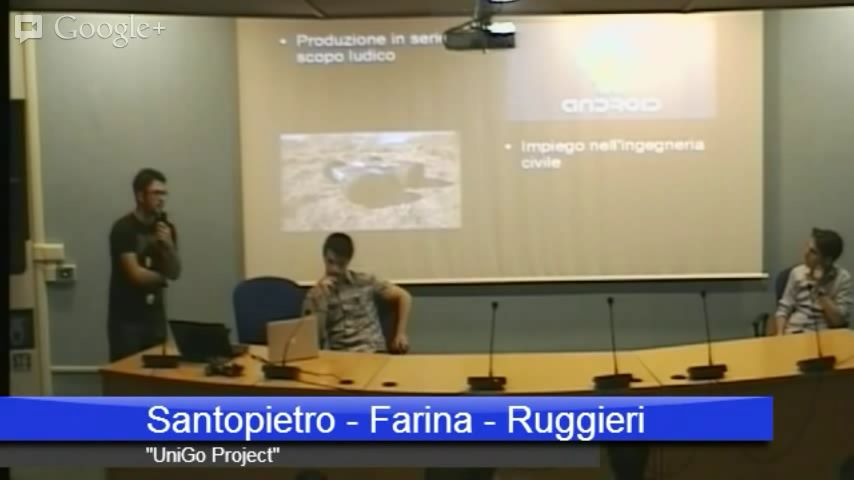 Google+
• Produzione in serie
scopo ludico
ANDROID
• Impiego nell'ingegneria
civile
Santopietro - Farina - Ruggieri
"UniGo Project"